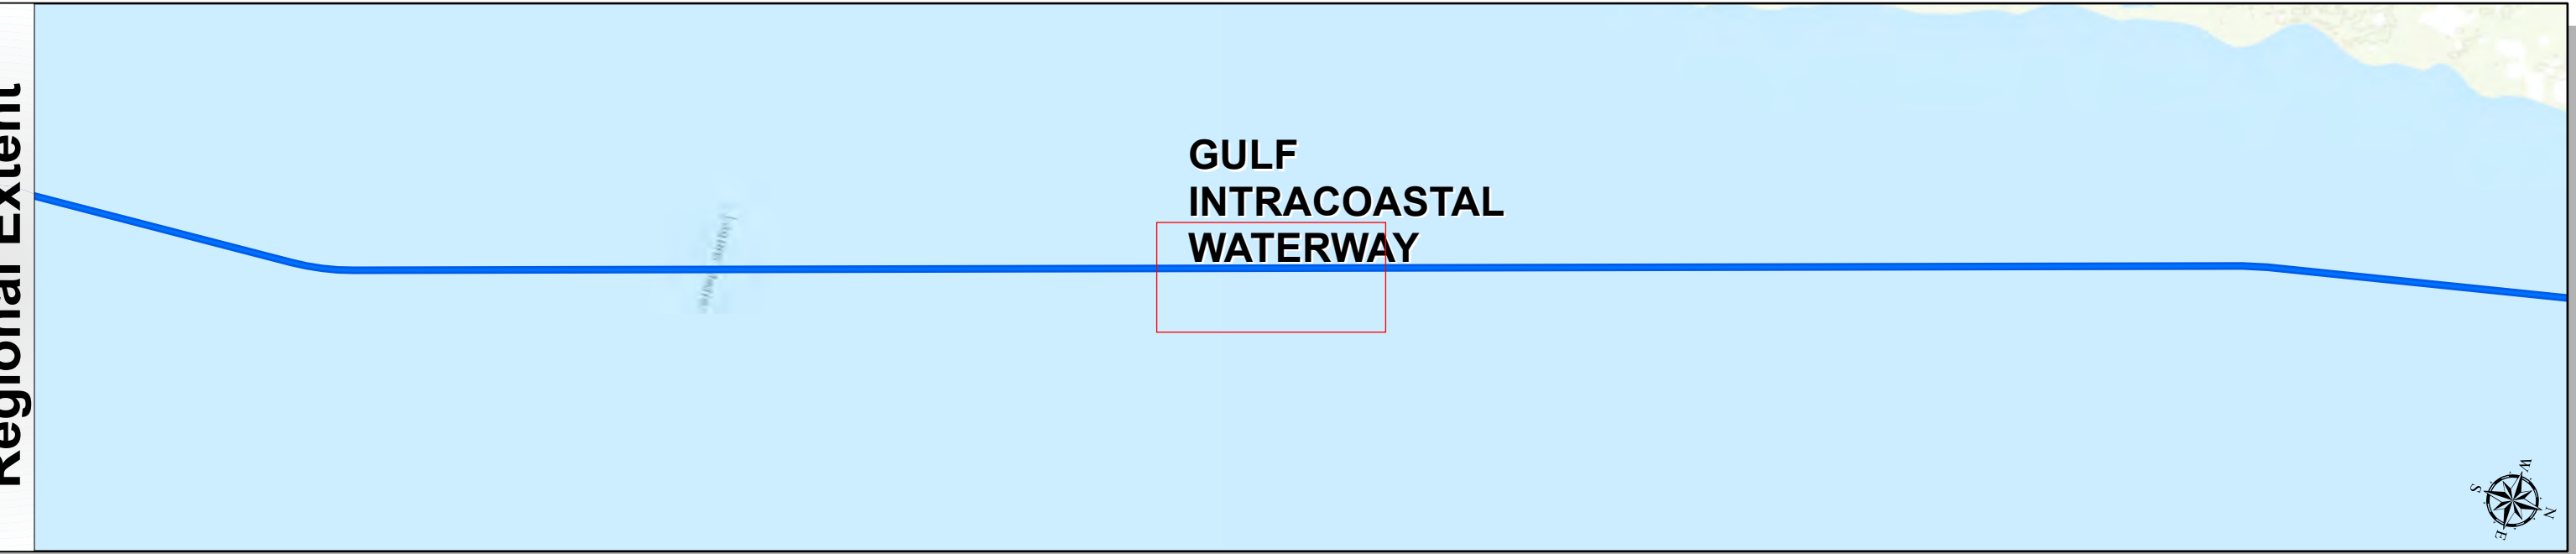 Regional Extent
GULF
INTRACOASTAL
WATERWAY
W
S
N
E